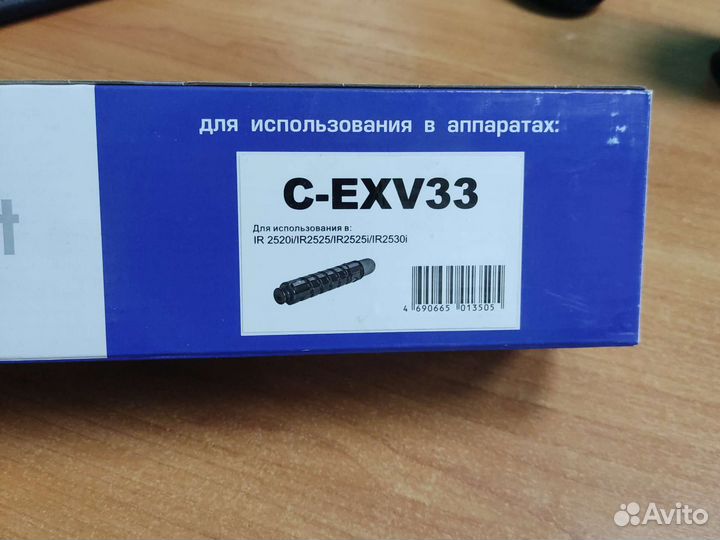 для использования в аппаратах:
C-EXV33
Для использования в:
IR 2520i/IR2525/IR2525i/IR2530i
4 690665 013505
Avito